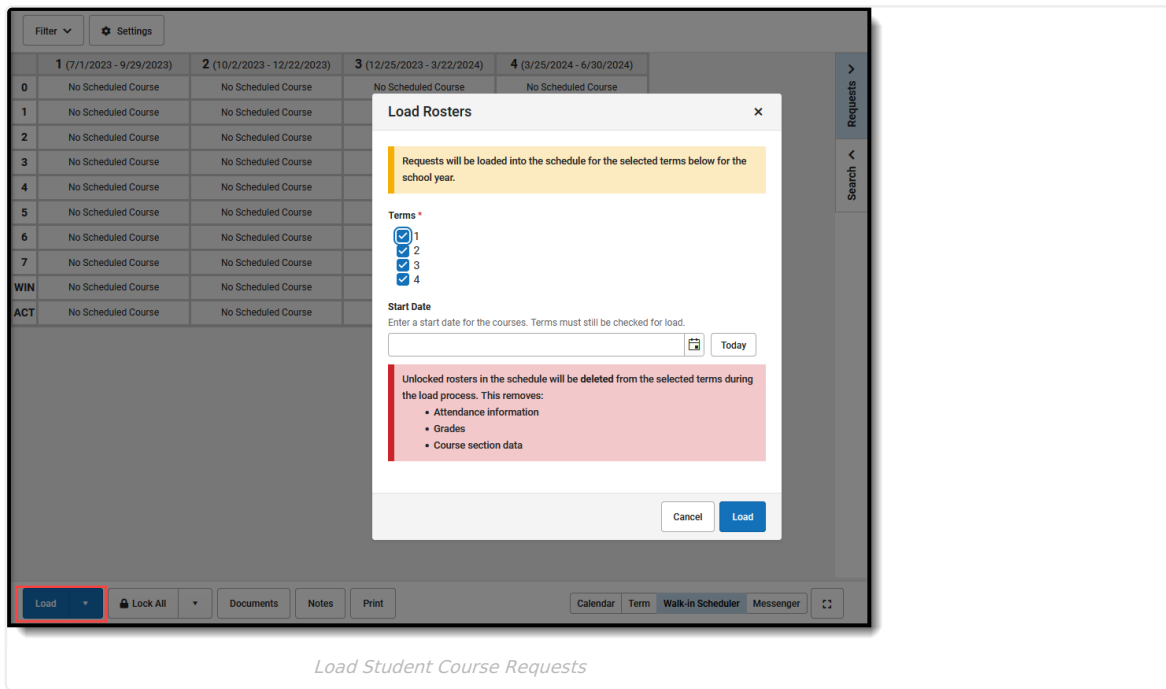 Filter Settings
1 (7/1/2023 - 9/29/2023) 2 (10/2/2023 - 12/22/2023) 3 (12/25/2023 - 3/22/2024) 4 (3/25/2024 - 6/30/2024)
0 No Scheduled Course No Scheduled Course No Scheduled Course No Scheduled Course
1 No Scheduled Course No Scheduled Course
2 No Scheduled Course No Scheduled Course
3 No Scheduled Course No Scheduled Course
4 No Scheduled Course No Scheduled Course
5 No Scheduled Course No Scheduled Course
6 No Scheduled Course No Scheduled Course
7 No Scheduled Course No Scheduled Course
WIN No Scheduled Course No Scheduled Course
ACT No Scheduled Course No Scheduled Course
Requests
Search
Load Rosters
Requests will be loaded into the schedule for the selected terms below for the
school year.
Terms *
1
2
3
4
Start Date
Enter a start date for the courses. Terms must still be checked for load.
Today
Unlocked rosters in the schedule will be deleted from the selected terms during
the load process. This removes:
• Attendance information
• Grades
• Course section data
Cancel Load
Load Lock All Documents Notes Print Calendar Term Walk-in Scheduler Messenger
Load Student Course Requests